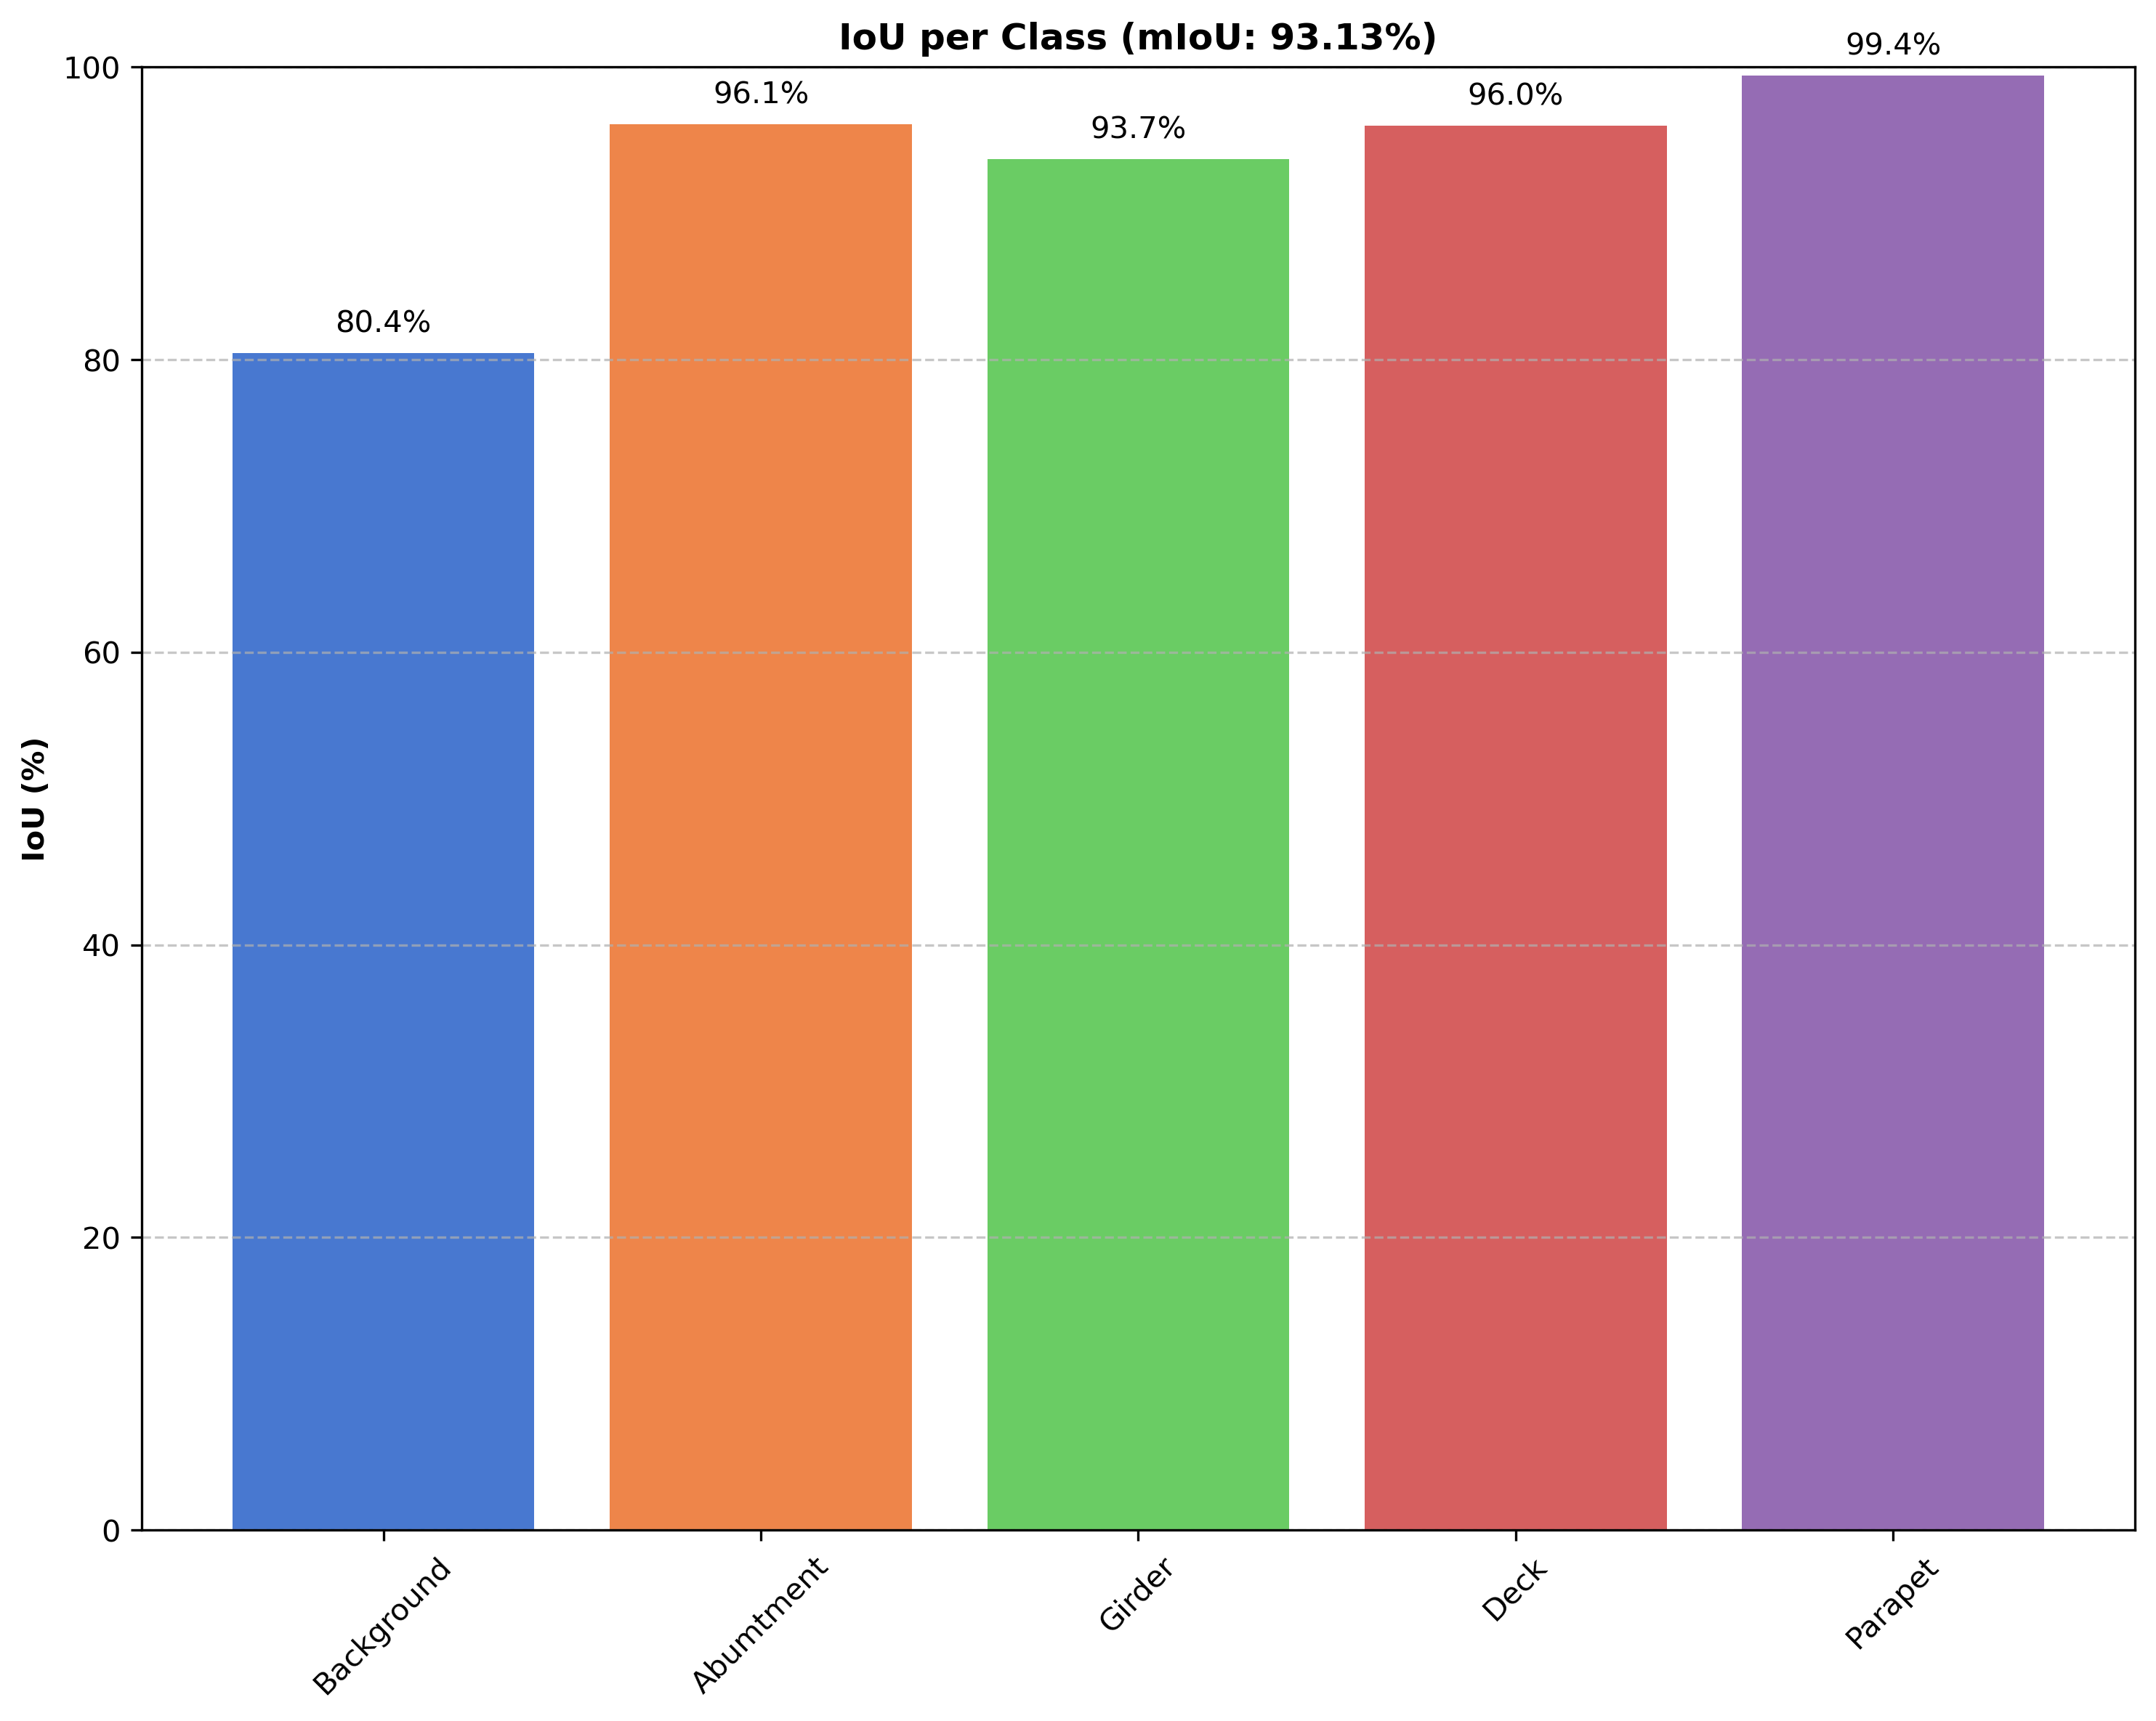 IoU per Class (mIoU: 93.13%)
99.4%
100
96.1%
96.0%
93.7%
80.4%
80
60
IoU (%)
40
20
0
Background
Abumtment
Girder
Deck
Parapet